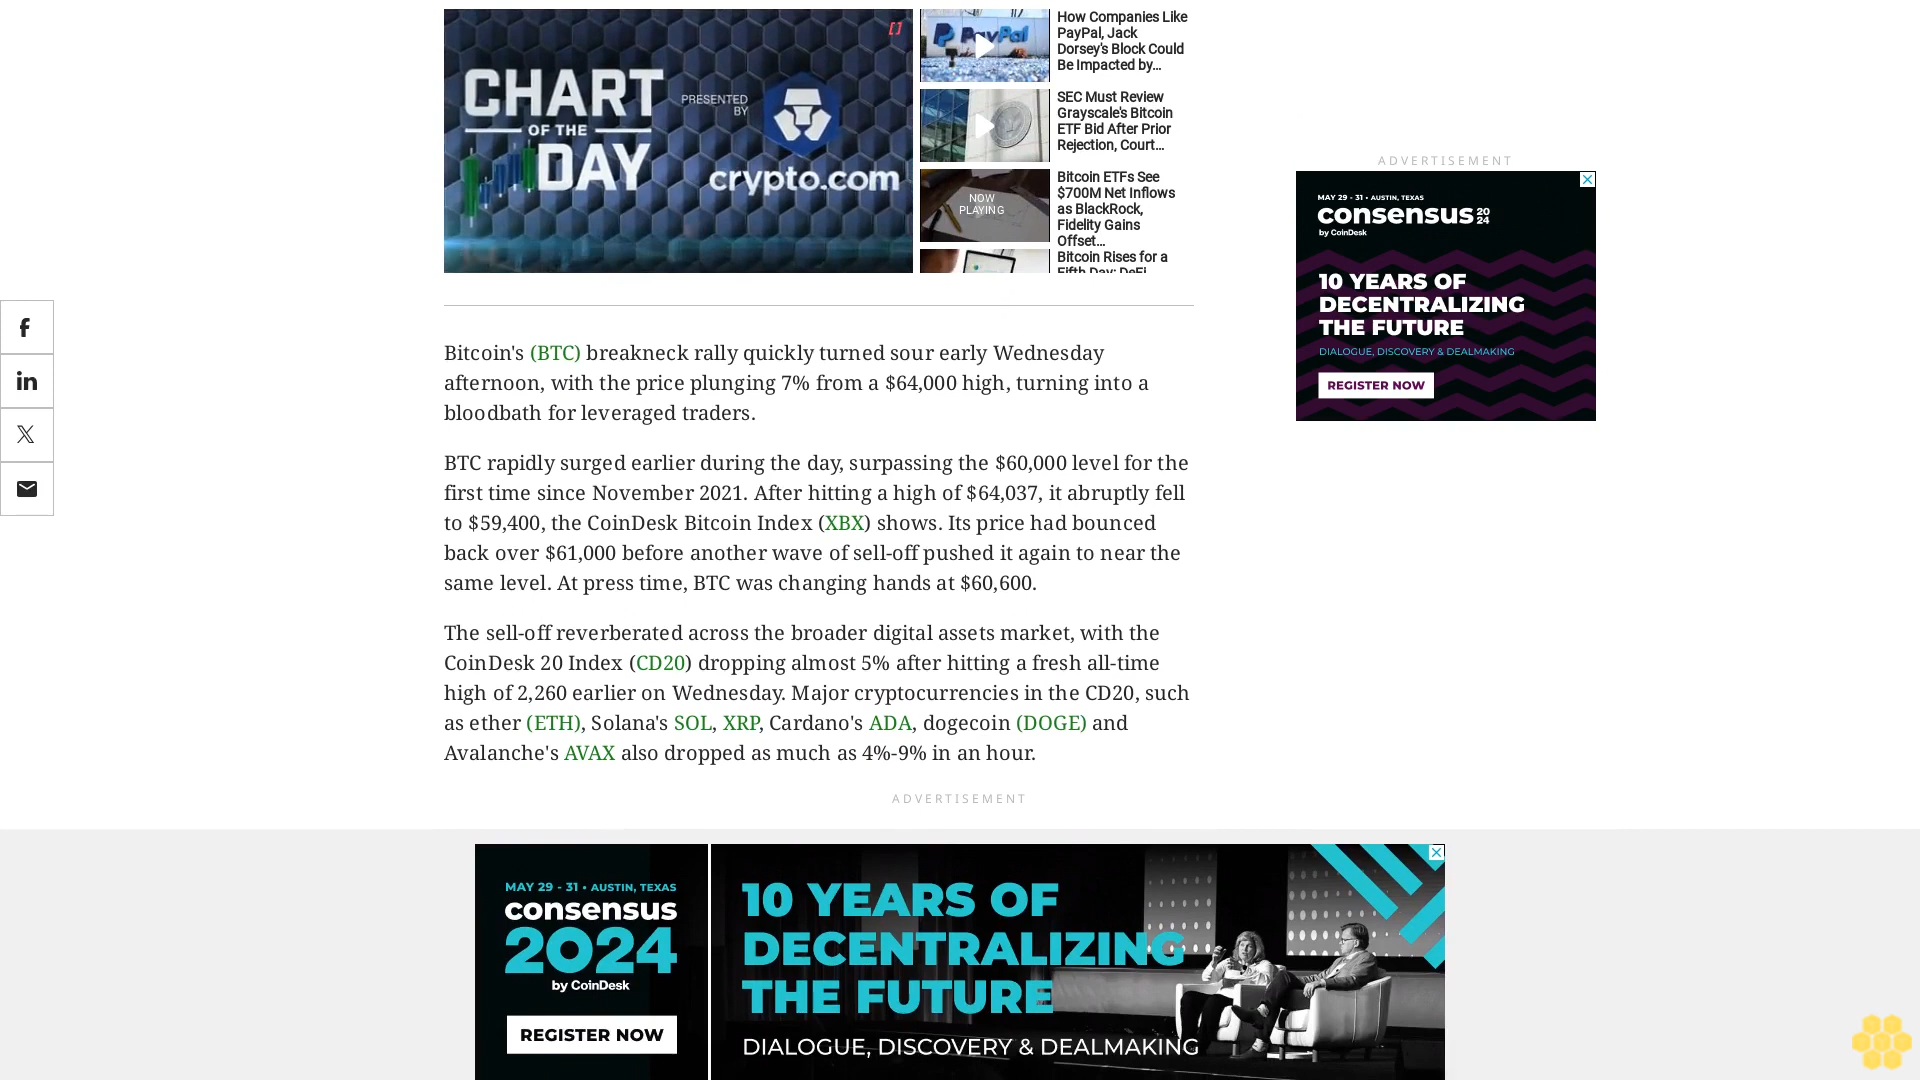 CHART
OF THE
DAY
PRESENTED
BY
crypto.com
PayPal
How Companies Like
PayPal, Jack
Dorsey's Block Could
Be Impacted by...
SEC Must Review
Grayscale's Bitcoin
ETF Bid After Prior
Rejection, Court...
NOW
PLAYING
Bitcoin ETFs See
$700M Net Inflows
as BlackRock,
Fidelity Gains
Offset...
Bitcoin Rises for a
Fifth Day; DeFi
ADVERTISEMENT
MAY 29 - 31 • AUSTIN, TEXAS
consensus 20
24
by CoinDesk
10 YEARS OF
DECENTRALIZING
THE FUTURE
DIALOGUE, DISCOVERY & DEALMAKING
REGISTER NOW
Bitcoin's (BTC) breakneck rally quickly turned sour early Wednesday
afternoon, with the price plunging 7% from a $64,000 high, turning into a
bloodbath for leveraged traders.
BTC rapidly surged earlier during the day, surpassing the $60,000 level for the
first time since November 2021. After hitting a high of $64,037, it abruptly fell
to $59,400, the CoinDesk Bitcoin Index (XBX) shows. Its price had bounced
back over $61,000 before another wave of sell-off pushed it again to near the
same level. At press time, BTC was changing hands at $60,600.
The sell-off reverberated across the broader digital assets market, with the
CoinDesk 20 Index (CD20) dropping almost 5% after hitting a fresh all-time
high of 2,260 earlier on Wednesday. Major cryptocurrencies in the CD20, such
as ether (ETH), Solana's SOL, XRP, Cardano's ADA, dogecoin (DOGE) and
Avalanche's AVAX also dropped as much as 4%-9% in an hour.
ADVERTISEMENT
MAY 29 - 31 • AUSTIN, TEXAS
consensus
2024
by CoinDesk
REGISTER NOW
10 YEARS OF
DECENTRALIZING
THE FUTURE
DIALOGUE, DISCOVERY & DEALMAKING